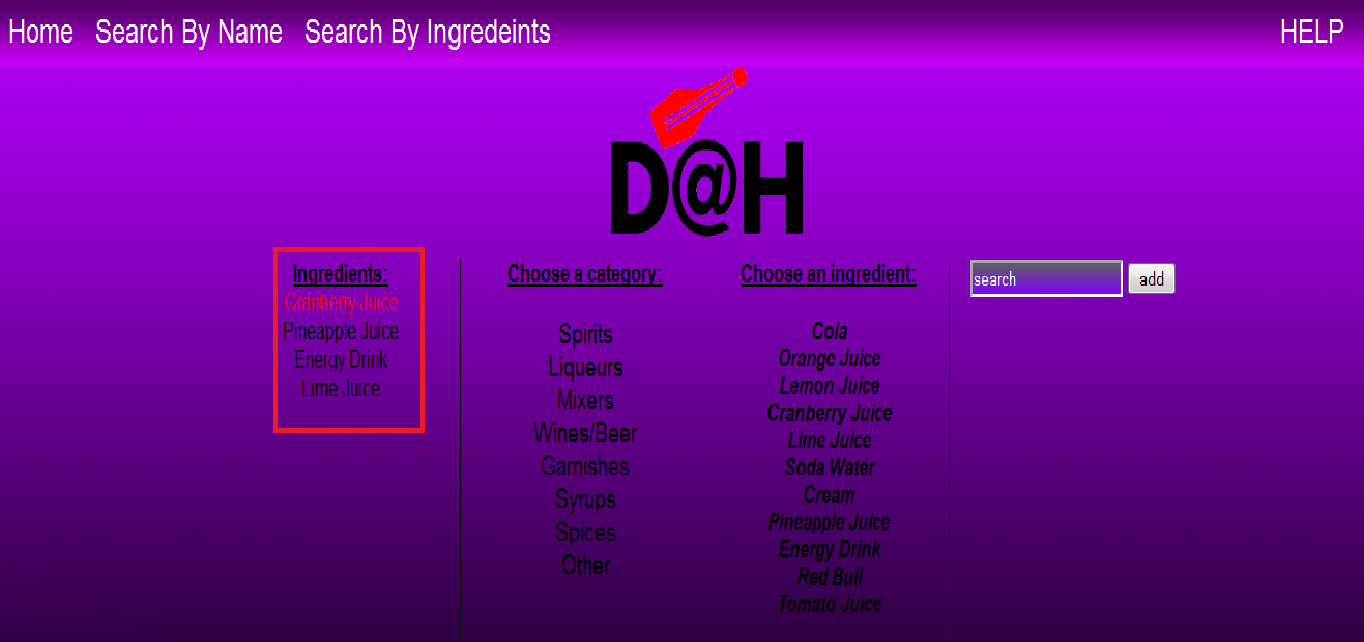 Home Search By Name Search By Ingredeints HELP
D@H
Ingredients:
Cranberry Juice
Pineapple Juice
Energy Drink
Lime Juice
Choose a category:
Spirits
Liqueurs
Mixers
Wines/Beer
Garnishes
Syrups
Spices
Other
Choose an ingredient:
Cola
Orange Juice
Lemon Juice
Cranberry Juice
Lime Juice
Soda Water
Cream
Pineapple Juice
Energy Drink
Red Bull
Tomato Juice
search add